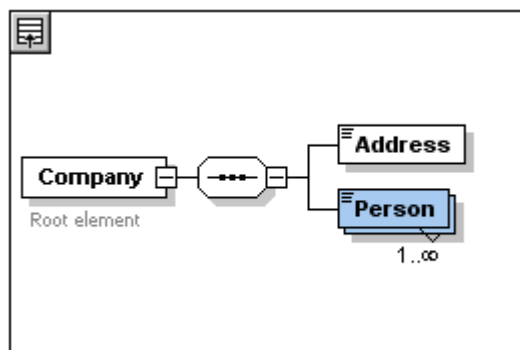 Address
Company
Root element
Person
1..∞